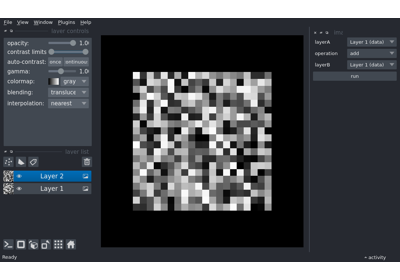 File View Window Plugins Help
layer controls
opacity: 1.0
contrast limits
auto-contrast: once continuous
gamma: 1.0
colormap: gray
blending: transluce
interpolation: nearest
layer list
Layer 2
Layer 1
layerA Layer 1 (data)
operation add
layerB Layer 1 (data)
run
Ready
activity